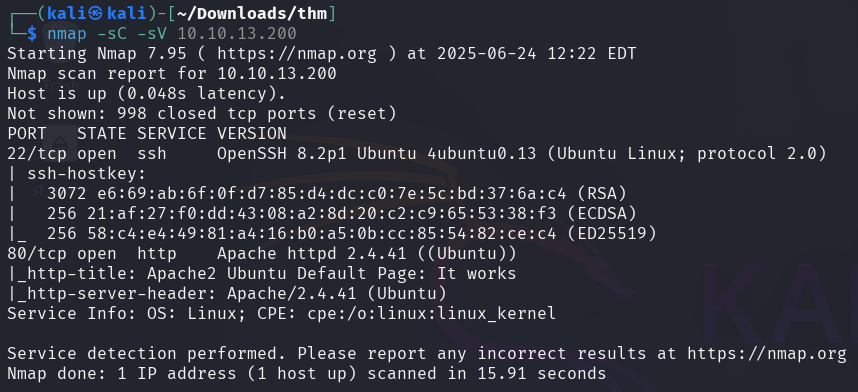 ┌──(kali㉿kali)-[~/Downloads/thm]
└─$ nmap -sC -sV 10.10.13.200
Starting Nmap 7.95 ( https://nmap.org ) at 2025-06-24 12:22 EDT
Nmap scan report for 10.10.13.200
Host is up (0.048s latency).
Not shown: 998 closed tcp ports (reset)
PORT   STATE SERVICE VERSION
22/tcp open  ssh     OpenSSH 8.2p1 Ubuntu 4ubuntu0.13 (Ubuntu Linux; protocol 2.0)
| ssh-hostkey:
|   3072 e6:69:ab:6f:0f:d7:85:d4:dc:c0:7e:5c:bd:37:6a:c4 (RSA)
|   256 21:af:27:f0:dd:43:08:a2:8d:20:c2:c9:65:53:38:f3 (ECDSA)
|_  256 58:c4:e4:49:81:a4:16:b0:a5:0b:cc:85:54:82:ce:c4 (ED25519)
80/tcp open  http    Apache httpd 2.4.41 ((Ubuntu))
|_http-title: Apache2 Ubuntu Default Page: It works
|_http-server-header: Apache/2.4.41 (Ubuntu)
Service Info: OS: Linux; CPE: cpe:/o:linux:linux_kernel

Service detection performed. Please report any incorrect results at https://nmap.org
Nmap done: 1 IP address (1 host up) scanned in 15.91 seconds
KA